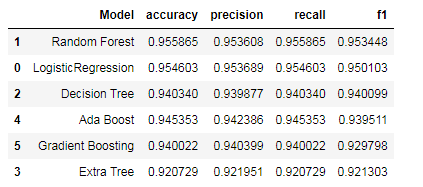 Model accuracy precision recall f1
1 Random Forest 0.955865 0.953608 0.955865 0.953448
0 LogisticRegression 0.954603 0.953689 0.954603 0.950103
2 Decision Tree 0.940340 0.939877 0.940340 0.940099
4 Ada Boost 0.945353 0.942386 0.945353 0.939511
5 Gradient Boosting 0.940022 0.940399 0.940022 0.929798
3 Extra Tree 0.920729 0.921951 0.920729 0.921303